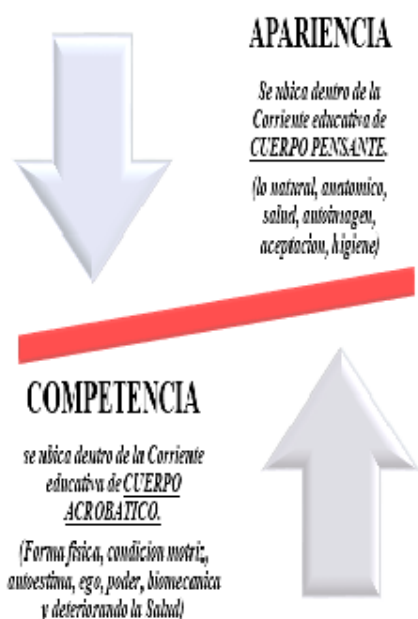 APARIENCIA
Se ubica dentro de la
Corriente educativa de
CUERPO PENSANTE.
(lo natural, anatomico,
salud, autoimagen,
aceptacion, higiene)
COMPETENCIA
se ubica dentro de la Corriente
educativa de CUERPO
ACROBATICO.
(Forma fisica, condicion motriz,
autoestima, ego, poder, biomecanica
y deteriorando la Salud)